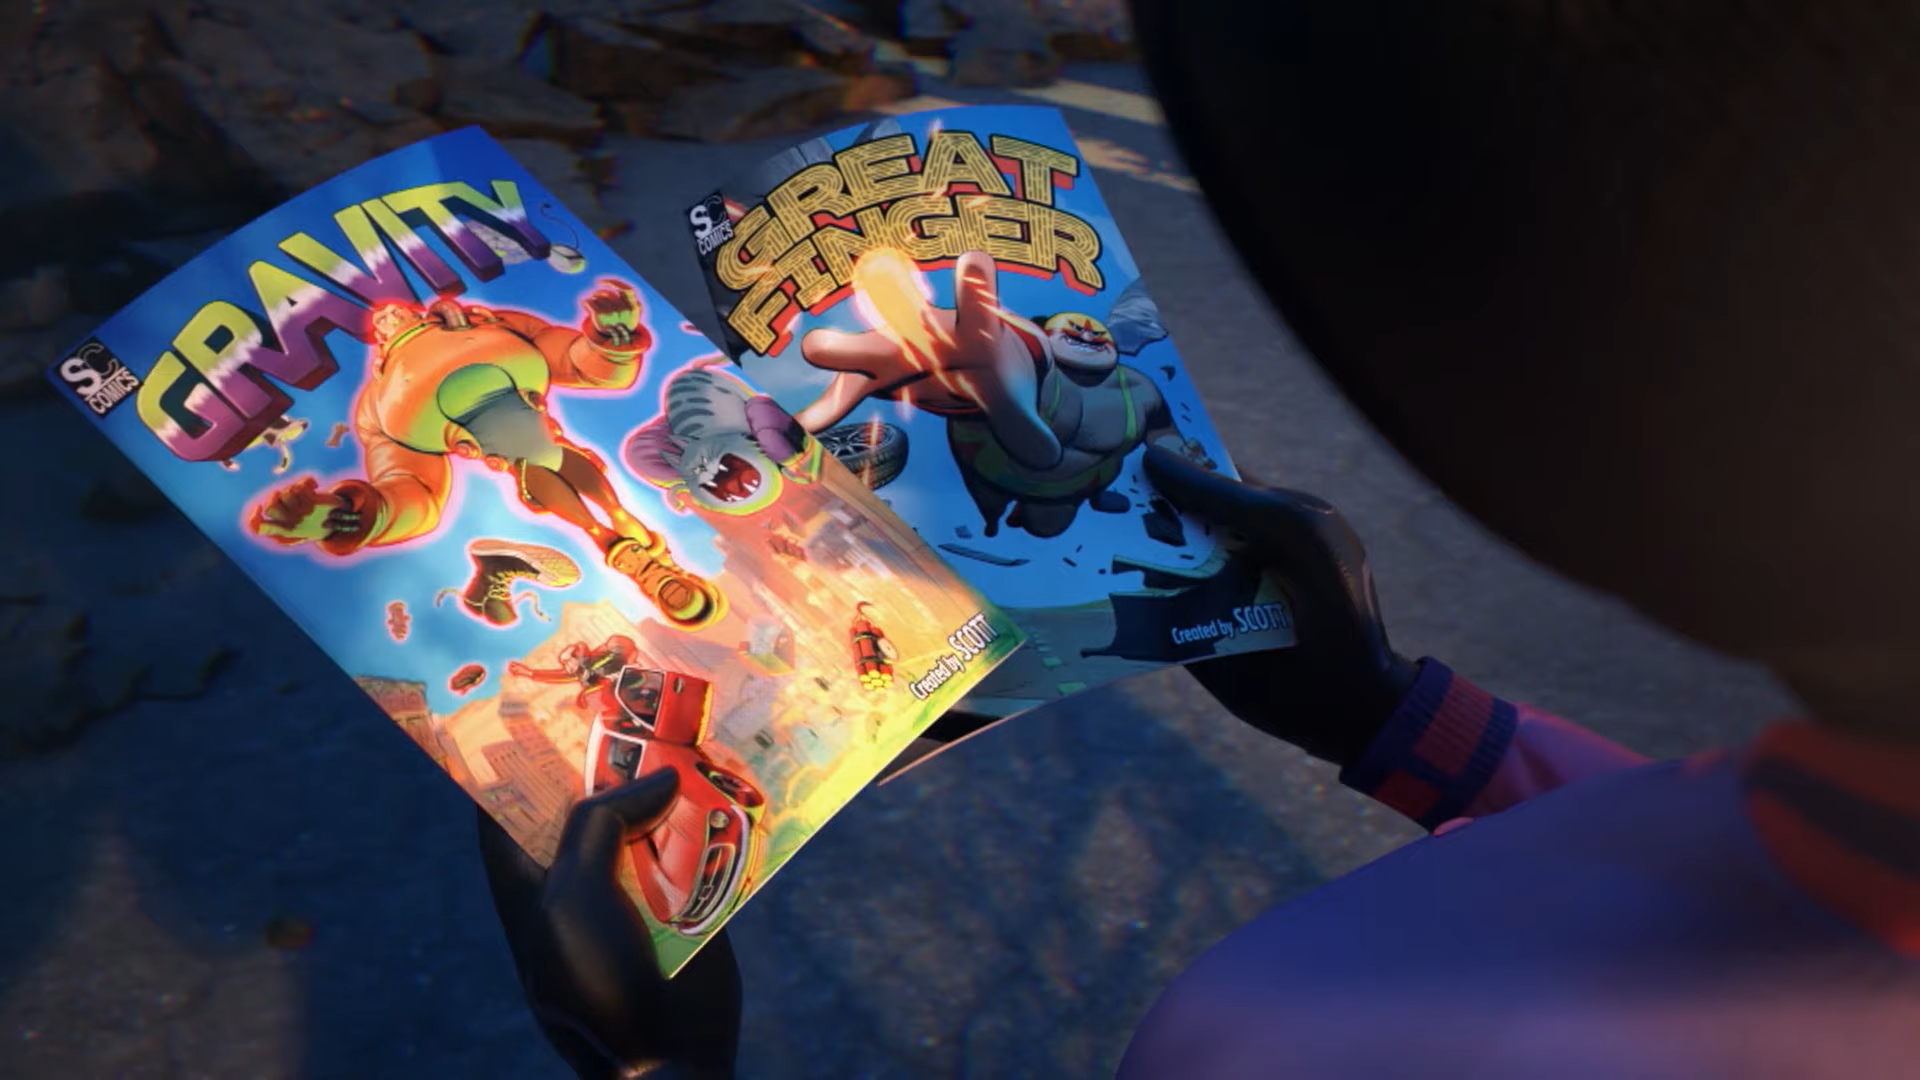 GRAVITY
SC
COMICS
Created by SCOTT
GREAT
FINGER
SC
COMICS
Created by SCOTT